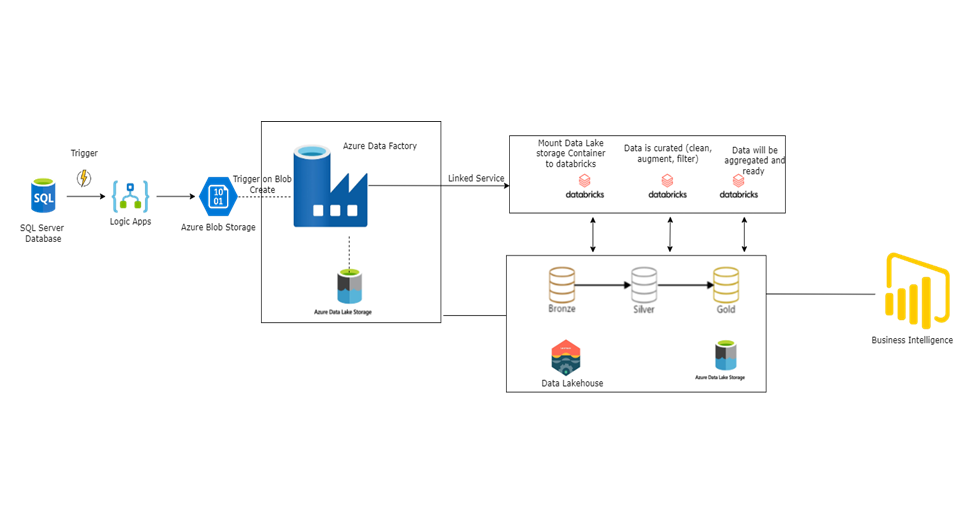 Trigger
SQL
SQL Server
Database
Logic Apps
10
01
Azure Blob Storage
Trigger on Blob
Create
Azure Data Factory
Azure Data Lake Storage
Linked Service
Mount Data Lake
storage Container
to databricks
databricks
Data is curated (clean,
augment, filter)
databricks
Data will be
aggregated and
ready
databricks
Bronze
Silver
Gold
Data Lakehouse
Azure Data Lake Storage
Business Intelligence